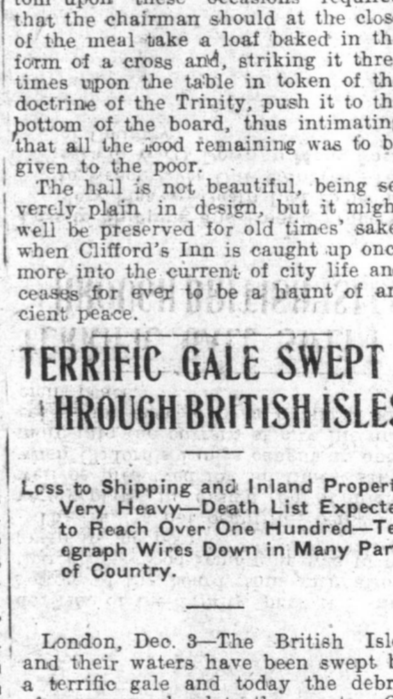 tom upon these occasions require
that the chairman should at the clos
of the meal take a loaf baked in th
form of a cross and, striking it thre
times upon the table in token of th
doctrine of the Trinity, push it to th
bottom of the board, thus intimatin
that all the food remaining was to b
given to the poor.
The hall is not beautiful, being se
verely plain in design, but it migh
well be preserved for old times' sake
when Clifford's Inn is caught up onc
more into the current of city life an
ceases for ever to be a haunt of an
cient peace.
TERRIFIC GALE SWEPT
HROUGH BRITISH ISLES
Loss to Shipping and Inland Propert
Very Heavy—Death List Expecte
to Reach Over One Hundred—Te
egraph Wires Down in Many Par
of Country.
London, Dec. 3—The British Isl
and their waters have been swept b
a terrific gale and today the debr